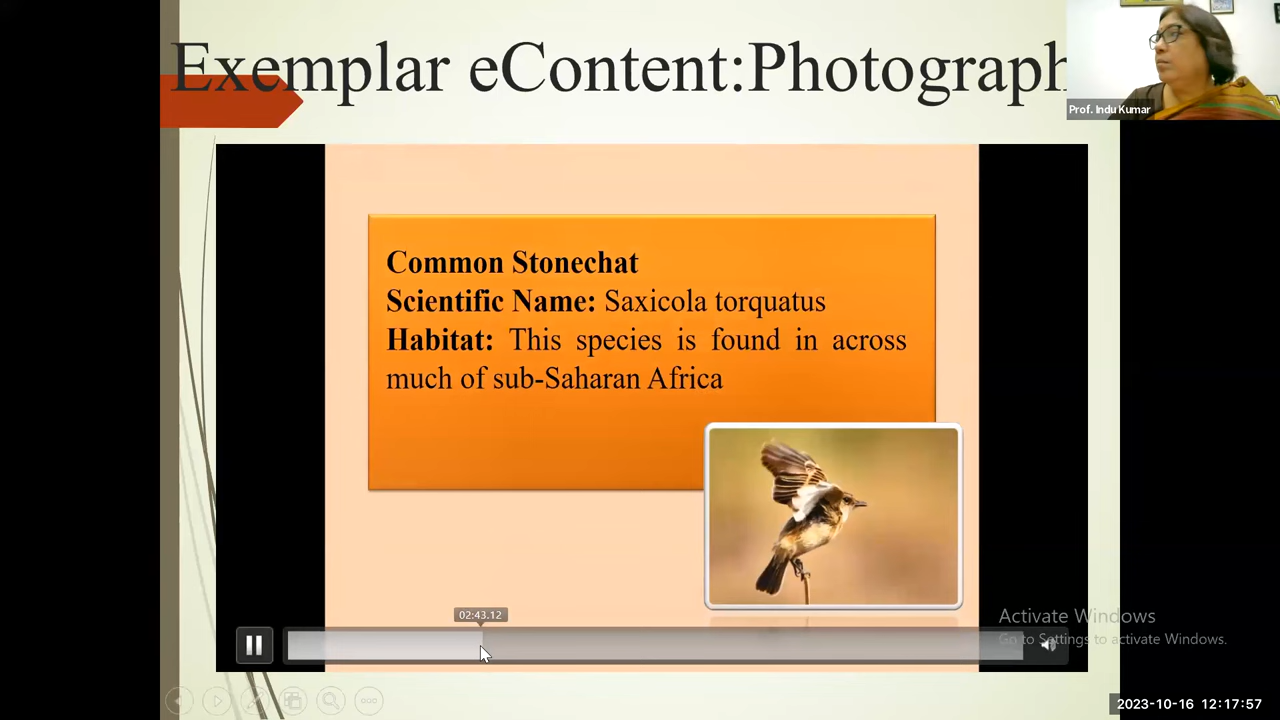 Exemplar eContent:Photograph
Prof. Indu Kumar
Common Stonechat
Scientific Name: Saxicola torquatus
Habitat: This species is found in across
much of sub-Saharan Africa
02:43.12
Activate Windows
Go to Settings to activate Windows.
2023-10-16 12:17:57